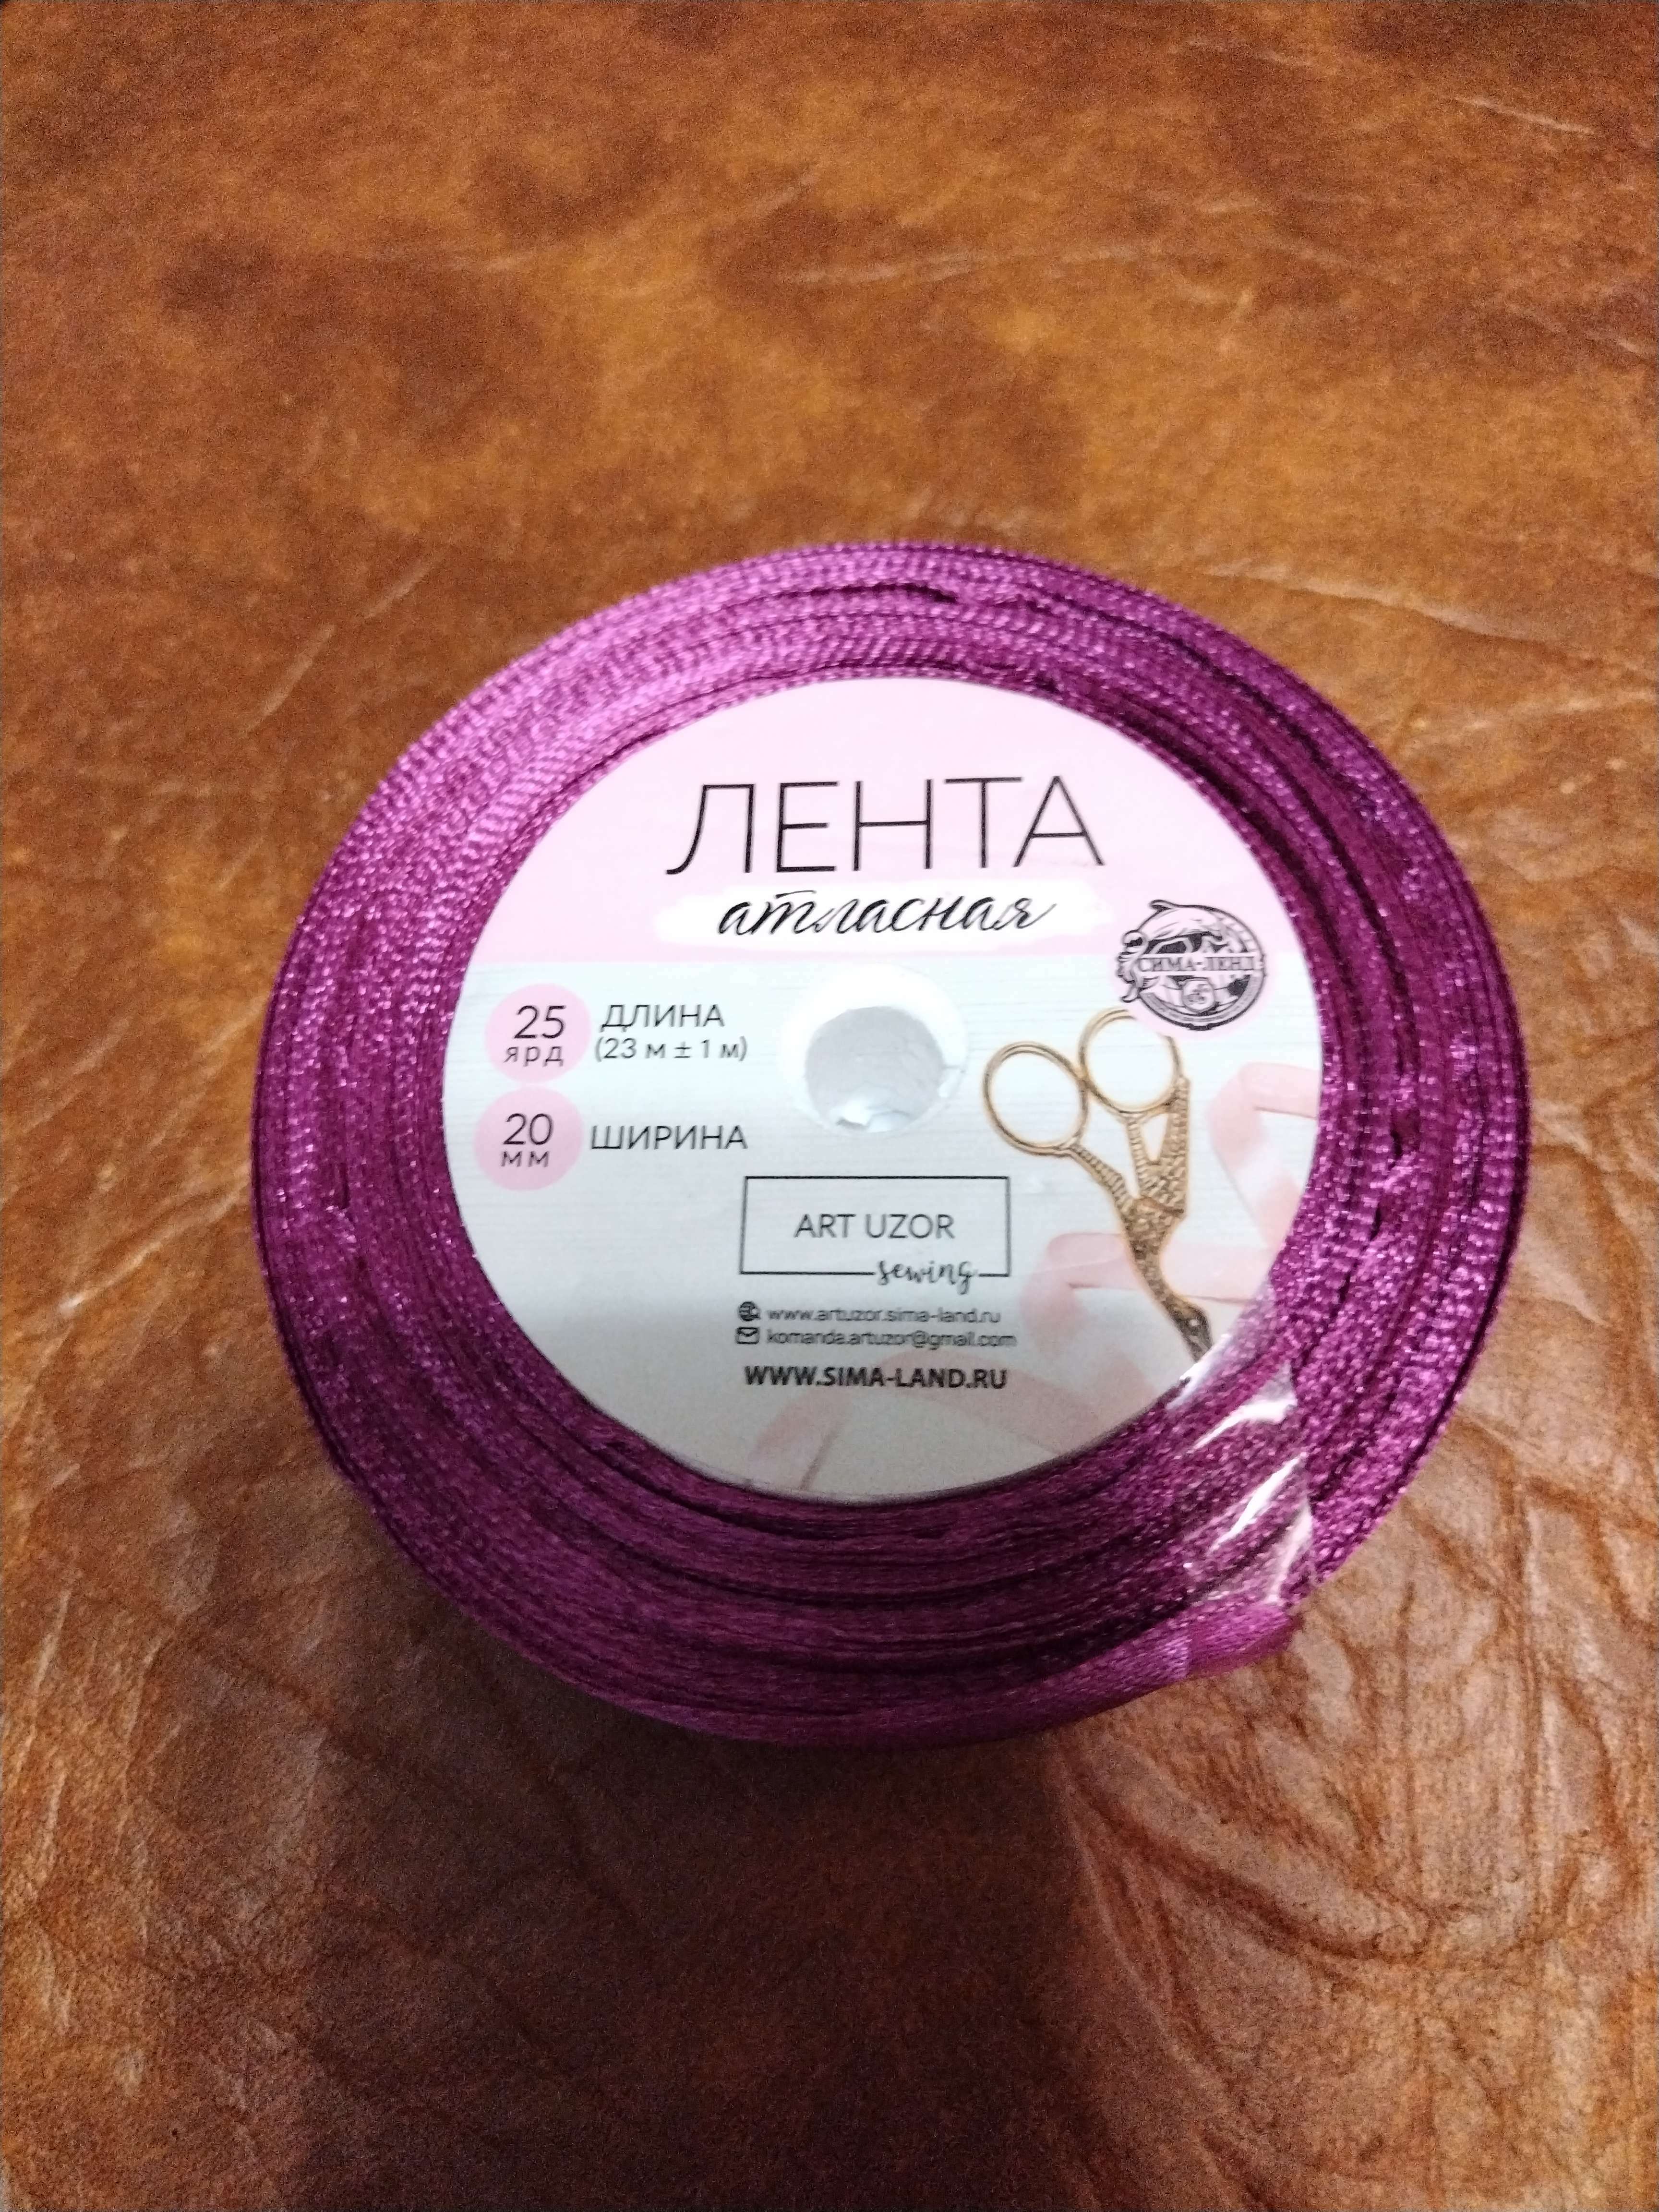 ЛЕНТА
атласная
СИМА-ЛЕНД
25
ярд
ДЛИНА
(23 м ± 1 м)
20
мм
ШИРИНА
ART UZOR
sewing
www.artuzor.sima-land.ru
komanda.artuzor@gmail.com
WWW.SIMA-LAND.RU